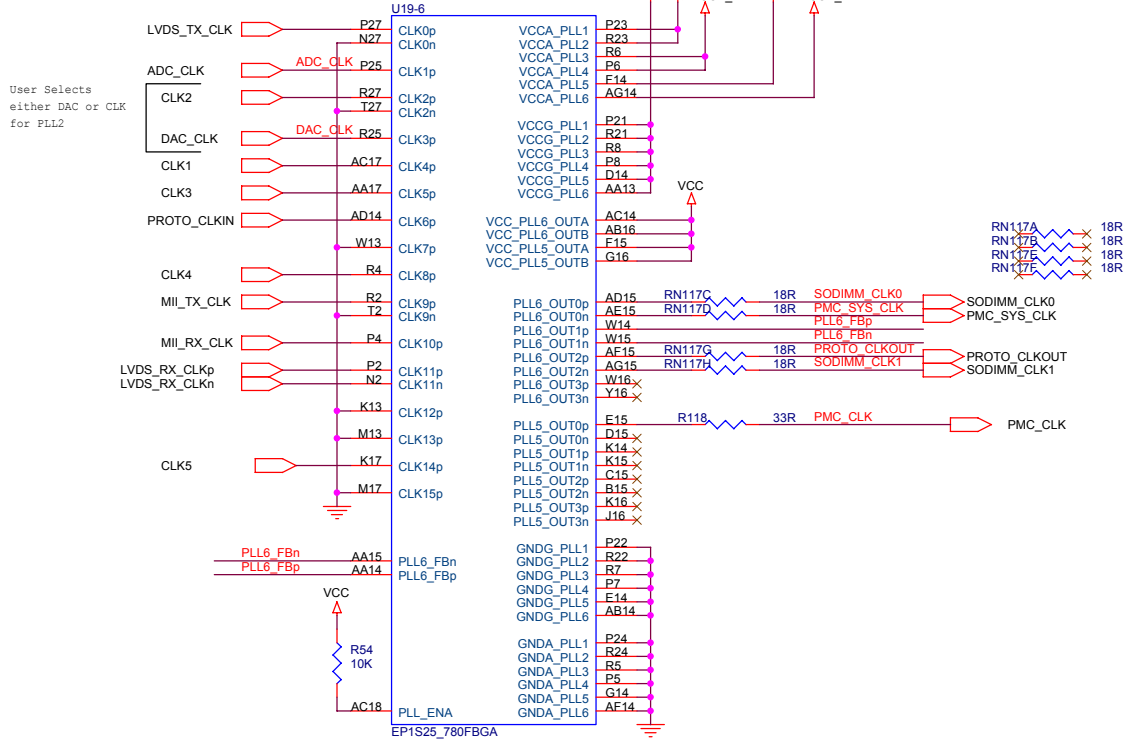 U19-6
LVDS_TX_CLK
P27
CLK0p
N27
CLK0n
ADC_CLK
ADC_CLK
P25
CLK1p
User Selects
either DAC or CLK
for PLL2
CLK2
R27
CLK2p
T27
CLK2n
DAC_CLK
DAC_CLK
R25
CLK3p
CLK1
AC17
CLK4p
CLK3
AA17
CLK5p
PROTO_CLKIN
AD14
CLK6p
W13
CLK7p
CLK4
R4
CLK8p
MII_TX_CLK
R2
CLK9p
T2
CLK9n
MII_RX_CLK
P4
CLK10p
LVDS_RX_CLKp
P2
CLK11p
LVDS_RX_CLKn
N2
CLK11n
K13
CLK12p
M13
CLK13p
CLK5
K17
CLK14p
M17
CLK15p
PLL6_FBn
AA15
PLL6_FBn
PLL6_FBp
AA14
PLL6_FBp
VCC
R54
10K
AC18
PLL_ENA
EP1S25_780FBGA
VCCA_PLL1
P23
VCCA_PLL2
R23
VCCA_PLL3
R6
VCCA_PLL4
P6
VCCA_PLL5
F14
VCCA_PLL6
AG14
VCCG_PLL1
P21
VCCG_PLL2
R21
VCCG_PLL3
R8
VCCG_PLL4
P8
VCCG_PLL5
D14
VCCG_PLL6
AA13
VCC
VCC_PLL6_OUTA
AC14
VCC_PLL6_OUTB
AB16
VCC_PLL5_OUTA
F15
VCC_PLL5_OUTB
G16
RN117A 18R
RN117B 18R
RN117E 18R
RN117F 18R
PLL6_OUT0p AD15 RN117C 18R SODIMM_CLK0 SODIMM_CLK0
PLL6_OUT0n AE15 RN117D 18R PMC_SYS_CLK PMC_SYS_CLK
PLL6_OUT1p W14 PLL6_FBp
PLL6_OUT1n W15 PLL6_FBn
PLL6_OUT2p AF15 RN117G 18R PROTO_CLKOUT PROTO_CLKOUT
PLL6_OUT2n AG15 RN117H 18R SODIMM_CLK1 SODIMM_CLK1
PLL6_OUT3p W16
PLL6_OUT3n Y16
PLL5_OUT0p E15 R118 33R PMC_CLK PMC_CLK
PLL5_OUT0n D15
PLL5_OUT1p K14
PLL5_OUT1n K15
PLL5_OUT2p C15
PLL5_OUT2n B15
PLL5_OUT3p K16
PLL5_OUT3n J16
GNDG_PLL1 P22
GNDG_PLL2 R22
GNDG_PLL3 R7
GNDG_PLL4 P7
GNDG_PLL5 E14
GNDG_PLL6 AB14
GNDA_PLL1 P24
GNDA_PLL2 R24
GNDA_PLL3 R5
GNDA_PLL4 P5
GNDA_PLL5 G14
GNDA_PLL6 AF14